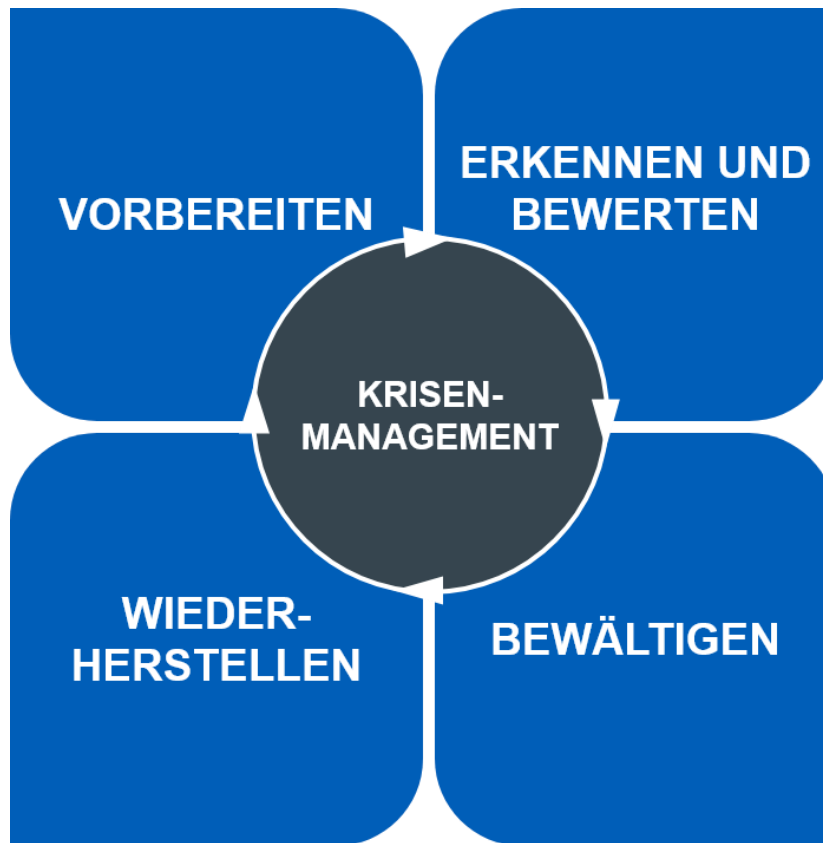 VORBEREITEN
ERKENNEN UND
BEWERTEN
KRISEN-
MANAGEMENT
WIEDER-
HERSTELLEN
BEWÄLTIGEN